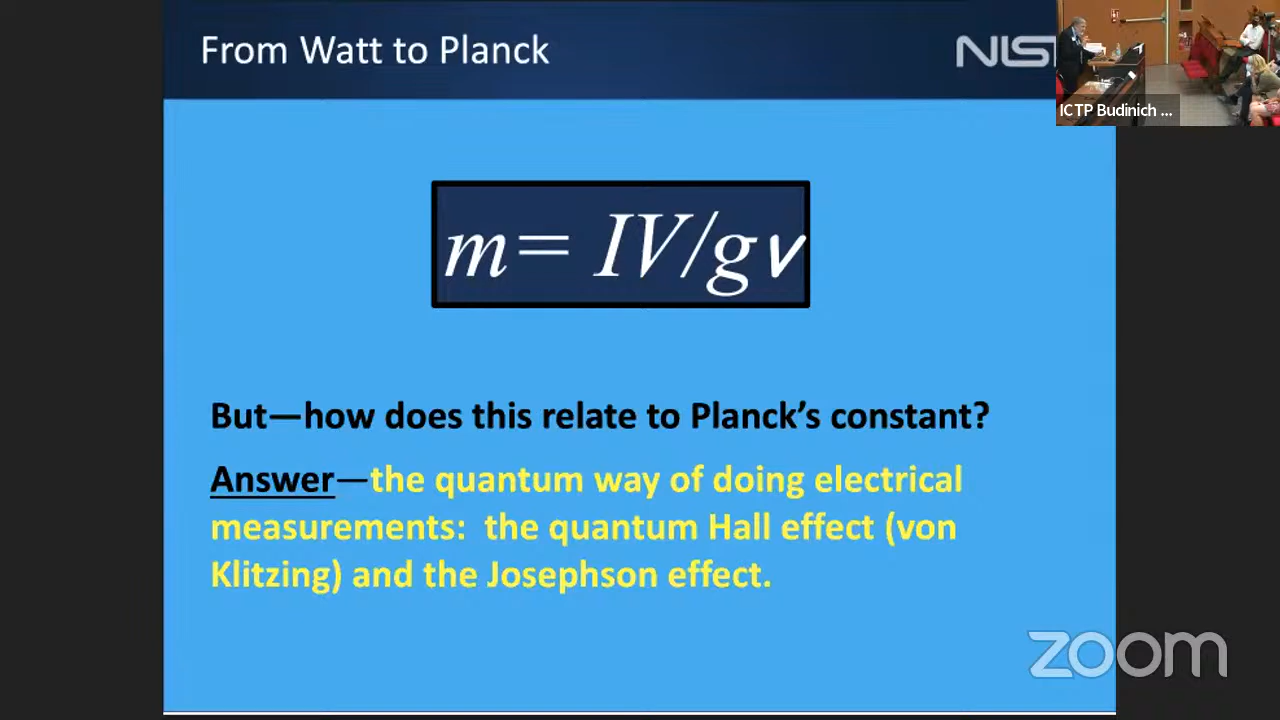 From Watt to Planck
NIST
ICTP Budinich ...
m= IV/gv
But—how does this relate to Planck’s constant?
Answer—the quantum way of doing electrical
measurements: the quantum Hall effect (von
Klitzing) and the Josephson effect.
zoom